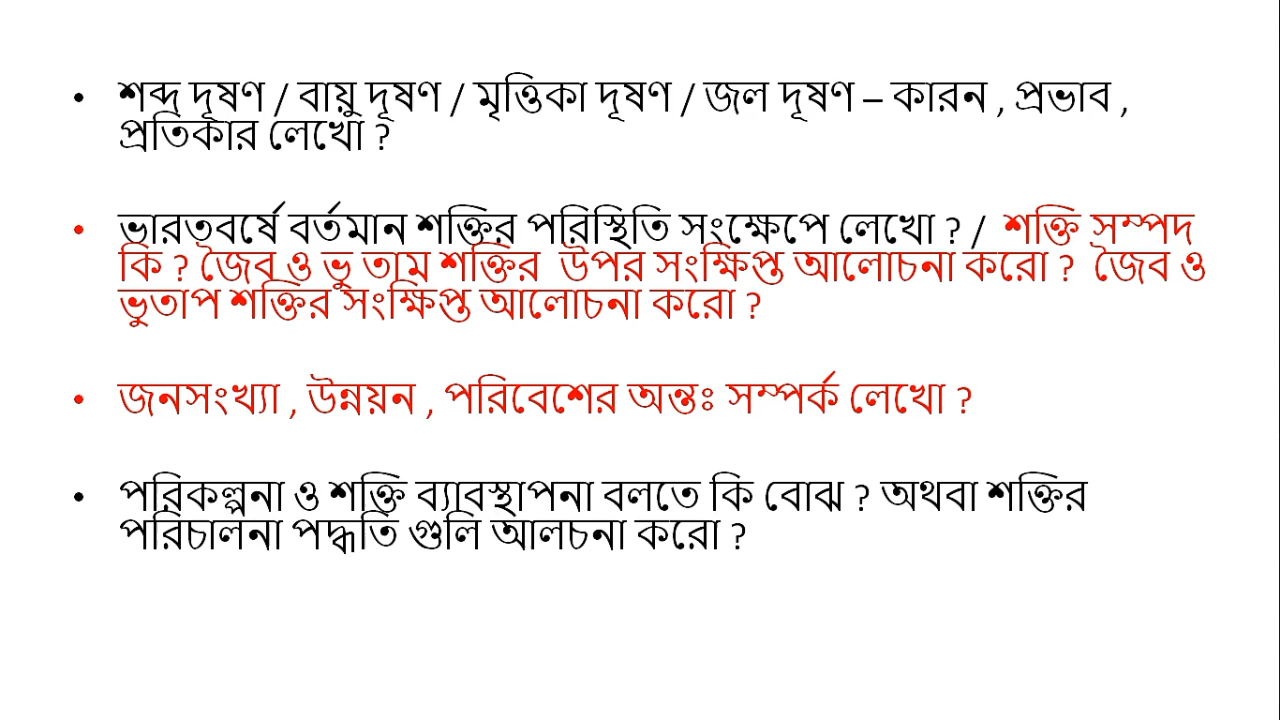 • শব্দ দূষণ / বায়ু দূষণ / মৃত্তিকা দূষণ / জল দূষণ – কারন , প্রভাব ,
প্রতিকার লেখো ?
• ভারতবর্ষে বর্তমান শক্তির পরিস্থিতি সংক্ষেপে লেখো ? / শক্তি সম্পদ
কি ? জৈব ও ভু তাম শক্তির উপর সংক্ষিপ্ত আলোচনা করো ? জৈব ও
ভুতাপ শক্তির সংক্ষিপ্ত আলোচনা করো ?
• জনসংখ্যা , উন্নয়ন , পরিবেশের অন্তঃ সম্পর্ক লেখো ?
• পরিকল্পনা ও শক্তি ব্যাবস্থাপনা বলতে কি বোঝ ? অথবা শক্তির
পরিচালনা পদ্ধতি গুলি আলচনা করো ?